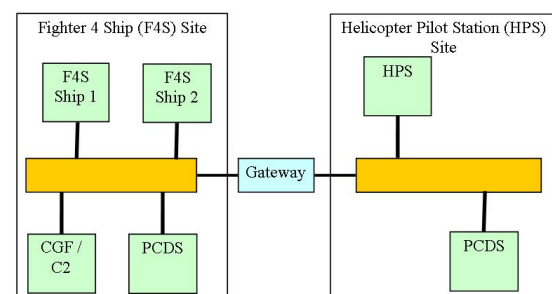 Fighter 4 Ship (F4S) Site
F4S
Ship 1
F4S
Ship 2
CGF /
C2
PCDS
Gateway
Helicopter Pilot Station (HPS)
Site
HPS
PCDS